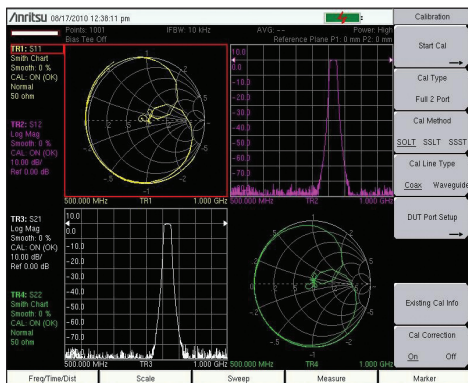 Anritsu 08/17/2010 12:38:11 pm
Calibration
Points: 1001 IFBW: 10 kHz AVG: -- Power: High
Bias Tee Off Reference Plane P1: 0 mm P2: 0 mm
TR1: S11
Smith Chart
Smooth: 0 %
CAL: ON (OK)
Normal
50 ohm
TR2: S12
Log Mag
Smooth: 0 %
CAL: ON (OK)
10.00 dB/
Ref 0.00 dB
10.0
0.0
-10.0
-20.0
-30.0
-40.0
-50.0
-60.0
-70.0
500.000 MHz TR1 1.000 GHz
500.000 MHz TR2 1.000 GHz
TR3: S21
Log Mag
Smooth: 0 %
CAL: ON (OK)
10.00 dB/
Ref 0.00 dB
TR4: S22
Smith Chart
Smooth: 0 %
CAL: ON (OK)
Normal
50 ohm
10.0
0.0
-10.0
-20.0
-30.0
-40.0
-50.0
-60.0
-70.0
500.000 MHz TR3 1.000 GHz
500.000 MHz TR4 1.000 GHz
Start Cal
Cal Type
Full 2 Port
Cal Method
SOLT SSLT SSST
Cal Line Type
Coax Waveguide
DUT Port Setup
Existing Cal Info
Cal Correction
On Off
Freq/Time/Dist Scale Sweep Measure Marker